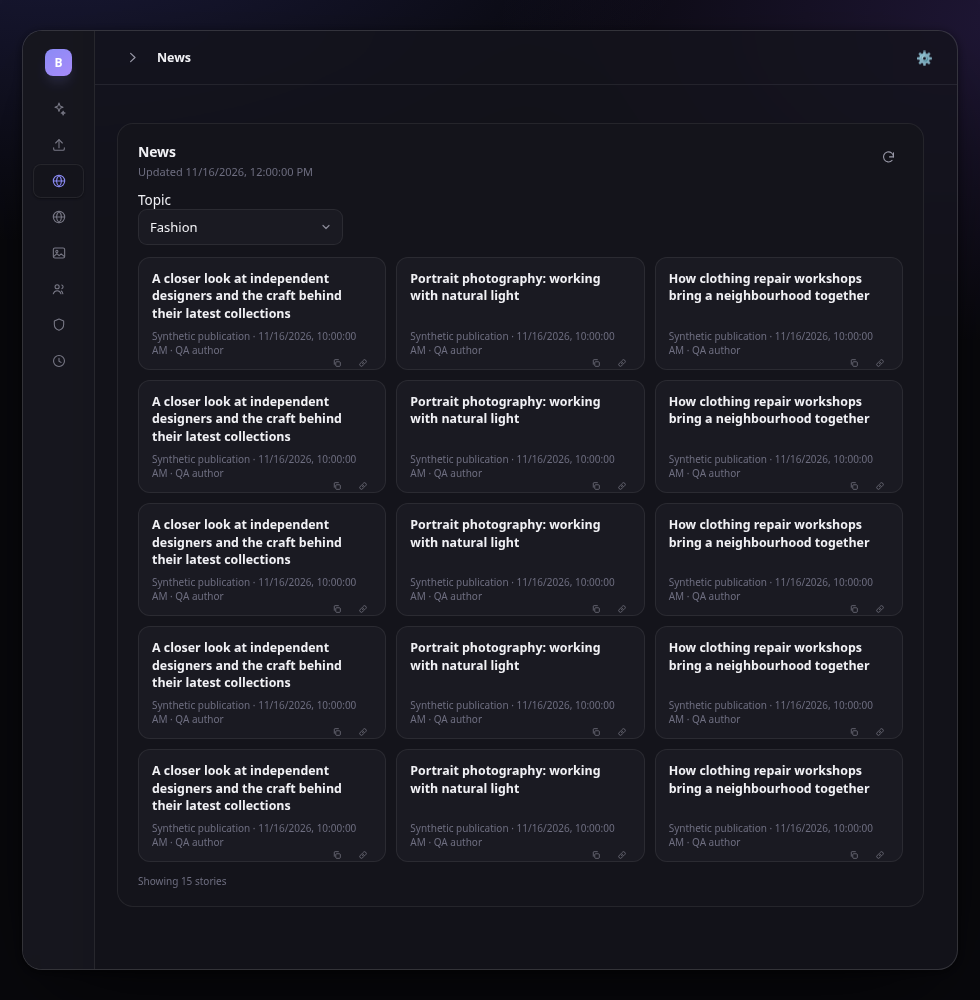 B
News
News
Updated 11/16/2026, 12:00:00 PM
Topic
Fashion
A closer look at independent
designers and the craft behind
their latest collections
Synthetic publication · 11/16/2026, 10:00:00
AM · QA author
Portrait photography: working
with natural light
Synthetic publication · 11/16/2026, 10:00:00
AM · QA author
How clothing repair workshops
bring a neighbourhood together
Synthetic publication · 11/16/2026, 10:00:00
AM · QA author
A closer look at independent
designers and the craft behind
their latest collections
Synthetic publication · 11/16/2026, 10:00:00
AM · QA author
Portrait photography: working
with natural light
Synthetic publication · 11/16/2026, 10:00:00
AM · QA author
How clothing repair workshops
bring a neighbourhood together
Synthetic publication · 11/16/2026, 10:00:00
AM · QA author
A closer look at independent
designers and the craft behind
their latest collections
Synthetic publication · 11/16/2026, 10:00:00
AM · QA author
Portrait photography: working
with natural light
Synthetic publication · 11/16/2026, 10:00:00
AM · QA author
How clothing repair workshops
bring a neighbourhood together
Synthetic publication · 11/16/2026, 10:00:00
AM · QA author
A closer look at independent
designers and the craft behind
their latest collections
Synthetic publication · 11/16/2026, 10:00:00
AM · QA author
Portrait photography: working
with natural light
Synthetic publication · 11/16/2026, 10:00:00
AM · QA author
How clothing repair workshops
bring a neighbourhood together
Synthetic publication · 11/16/2026, 10:00:00
AM · QA author
A closer look at independent
designers and the craft behind
their latest collections
Synthetic publication · 11/16/2026, 10:00:00
AM · QA author
Portrait photography: working
with natural light
Synthetic publication · 11/16/2026, 10:00:00
AM · QA author
How clothing repair workshops
bring a neighbourhood together
Synthetic publication · 11/16/2026, 10:00:00
AM · QA author
Showing 15 stories